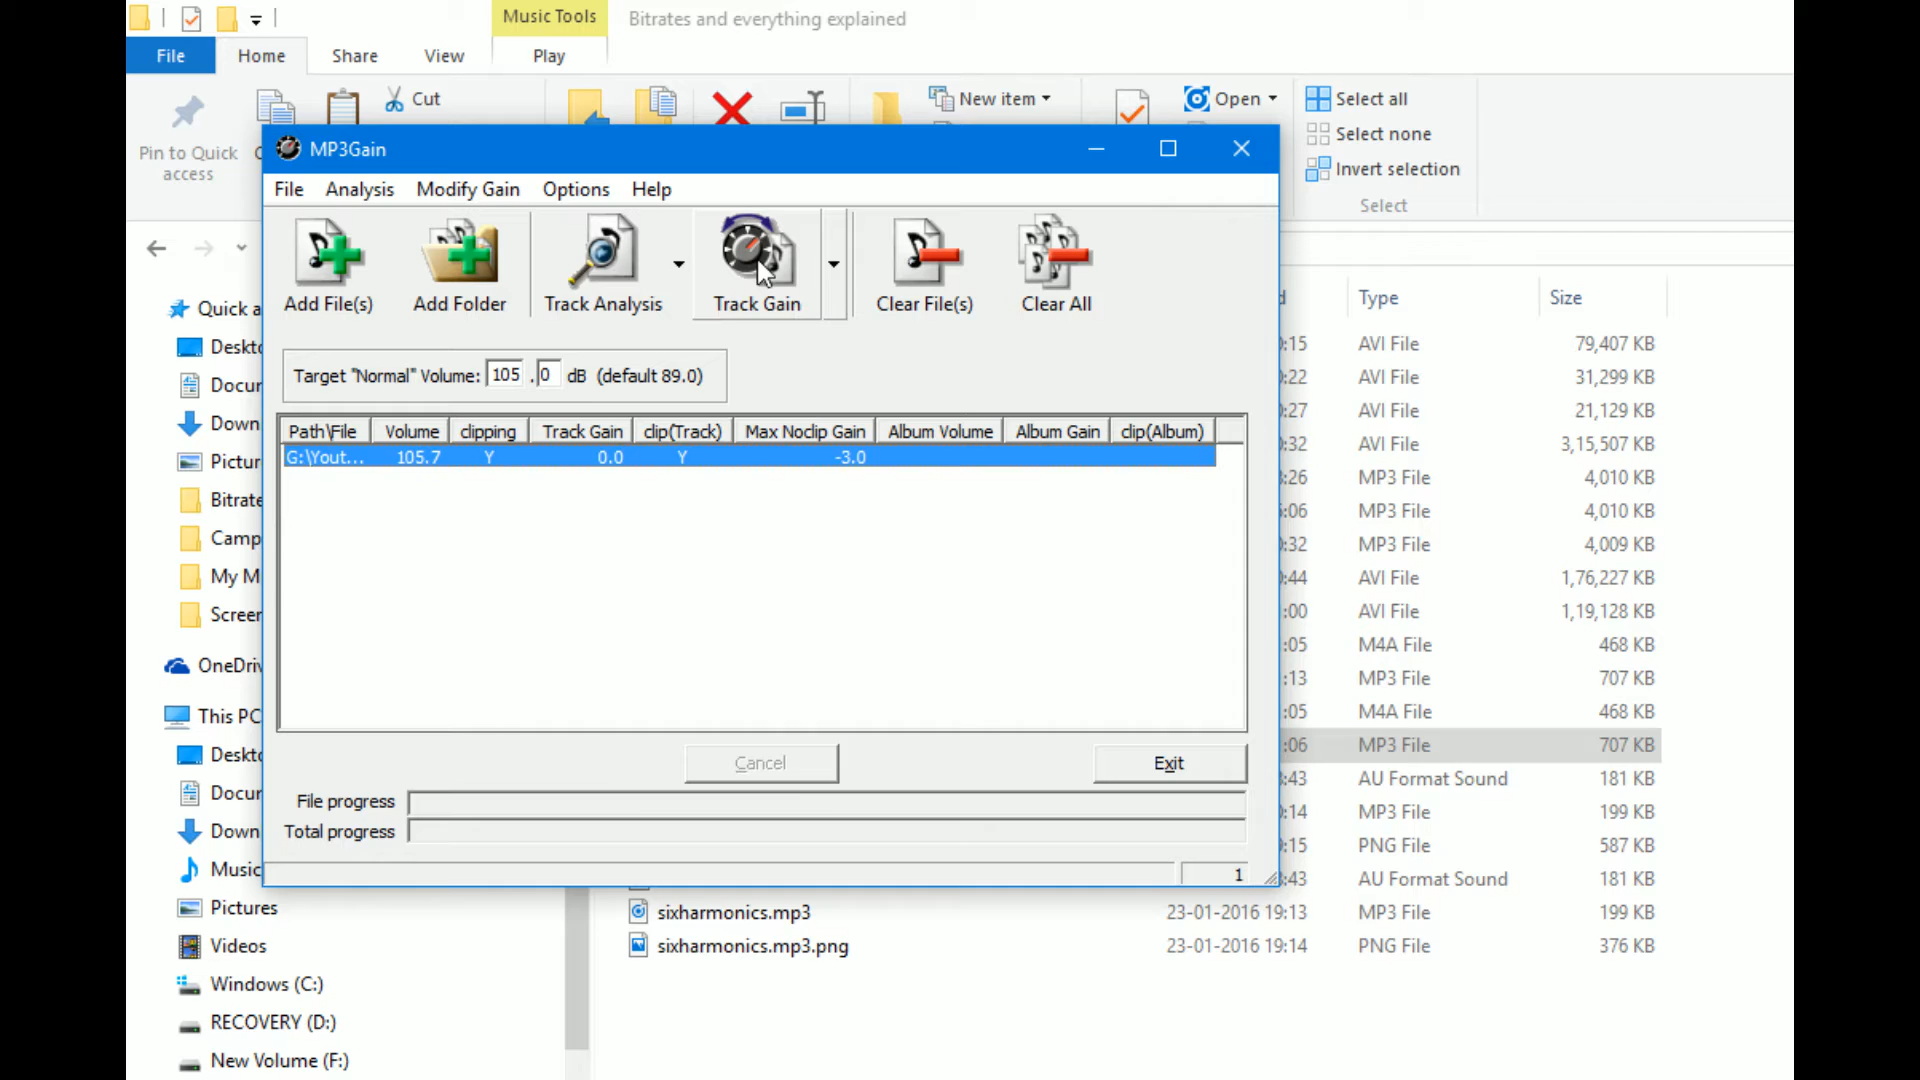 Music Tools
Bitrates and everything explained
File
Home
Share
View
Play
Cut
New item
Open
Select all
Select none
Invert selection
Select
Pin to Quick
access
MP3Gain
File
Analysis
Modify Gain
Options
Help
Add File(s)
Add Folder
Track Analysis
Track Gain
Clear File(s)
Clear All
Target "Normal" Volume: 105 . 0 dB (default 89.0)
Path\File Volume clipping Track Gain clip(Track) Max Noclip Gain Album Volume Album Gain clip(Album)
G:\Yout... 105.7 Y 0.0 Y -3.0
Cancel
Exit
File progress
Total progress
1
Quick a
Deskto
Docur
Down
Pictur
Bitrate
Camp
My M
Screer
OneDriv
This PC
Deskto
Docur
Down
Music
Pictures
Videos
Windows (C:)
RECOVERY (D:)
New Volume (F:)
d Type Size
:15 AVI File 79,407 KB
:22 AVI File 31,299 KB
:27 AVI File 21,129 KB
:32 AVI File 3,15,507 KB
:26 MP3 File 4,010 KB
:06 MP3 File 4,010 KB
:32 MP3 File 4,009 KB
:44 AVI File 1,76,227 KB
:00 AVI File 1,19,128 KB
:05 M4A File 468 KB
:13 MP3 File 707 KB
:05 M4A File 468 KB
:06 MP3 File 707 KB
:43 AU Format Sound 181 KB
:14 MP3 File 199 KB
:15 PNG File 587 KB
:43 AU Format Sound 181 KB
sixharmonics.mp3 23-01-2016 19:13 MP3 File 199 KB
sixharmonics.mp3.png 23-01-2016 19:14 PNG File 376 KB